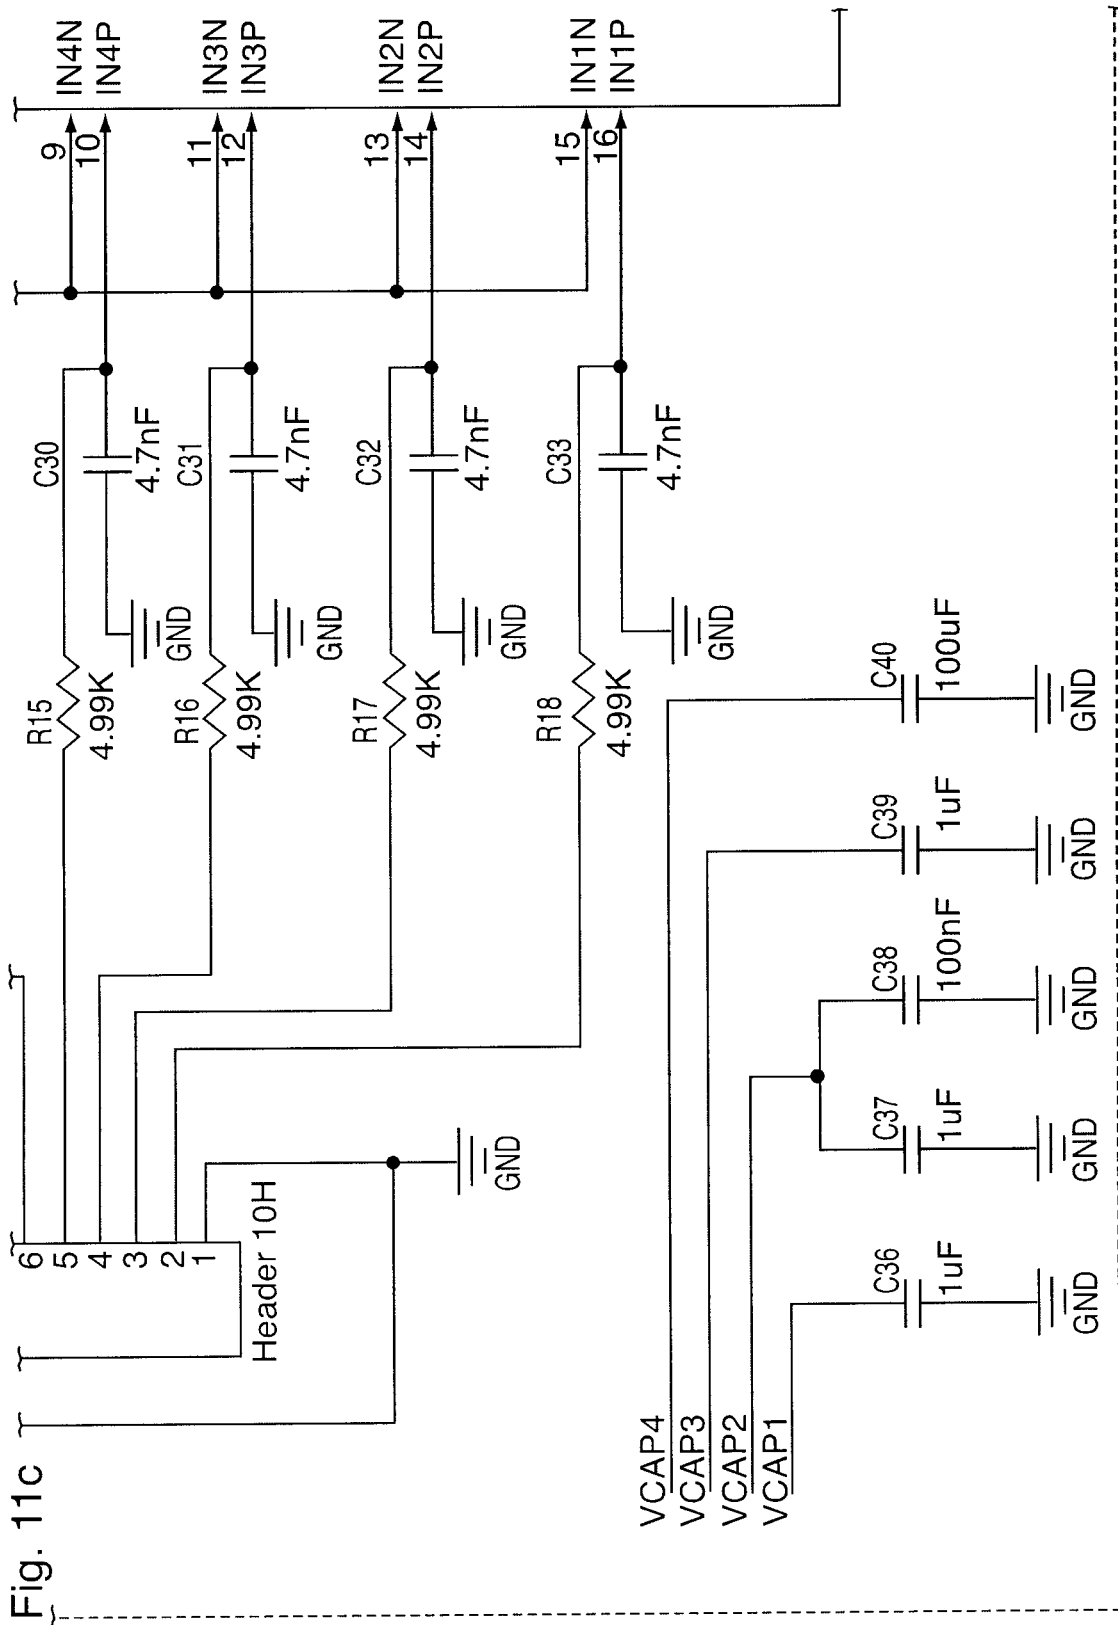 Fig. 11c
6
5
4
3
2
1
Header 10H
GND
R15
4.99K
C30
4.7nF
GND
9
10
IN4N
IN4P
R16
4.99K
C31
4.7nF
GND
11
12
IN3N
IN3P
R17
4.99K
C32
4.7nF
GND
13
14
IN2N
IN2P
R18
4.99K
C33
4.7nF
GND
15
16
IN1N
IN1P
VCAP4
VCAP3
VCAP2
VCAP1
C36
1uF
GND
C37
1uF
GND
C38
100nF
GND
C39
1uF
GND
C40
100uF
GND